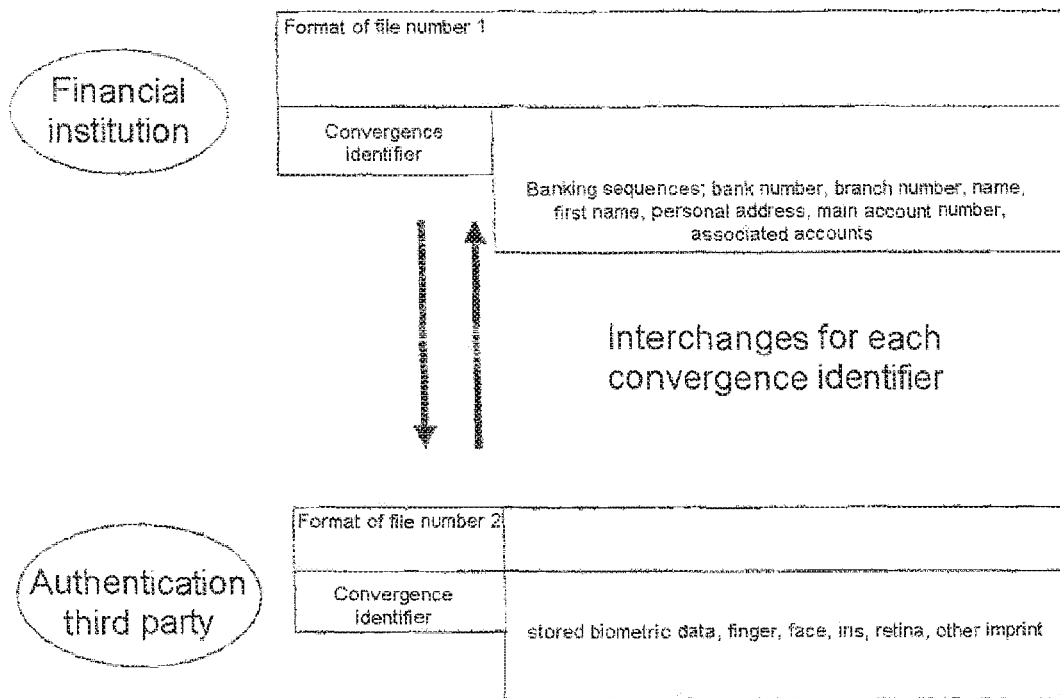 Format of file number 1
Financial
institution
Convergence
identifier
Banking sequences; bank number, branch number, name,
first name, personal address, main account number,
associated accounts
Interchanges for each
convergence identifier
Format of file number 2
Authentication
third party
Convergence
identifier
stored biometric data, finger, face, iris, retina, other imprint